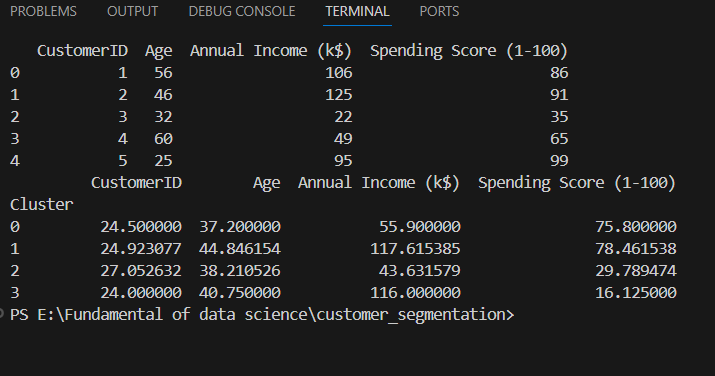 PROBLEMS OUTPUT DEBUG CONSOLE TERMINAL PORTS
CustomerID Age Annual Income (k$) Spending Score (1-100)
0 1 56 106 86
1 2 46 125 91
2 3 32 22 35
3 4 60 49 65
4 5 25 95 99
CustomerID Age Annual Income (k$) Spending Score (1-100)
Cluster
0 24.500000 37.200000 55.900000 75.800000
1 24.923077 44.846154 117.615385 78.461538
2 27.052632 38.210526 43.631579 29.789474
3 24.000000 40.750000 116.000000 16.125000
PS E:\Fundamental of data science\customer_segmentation>